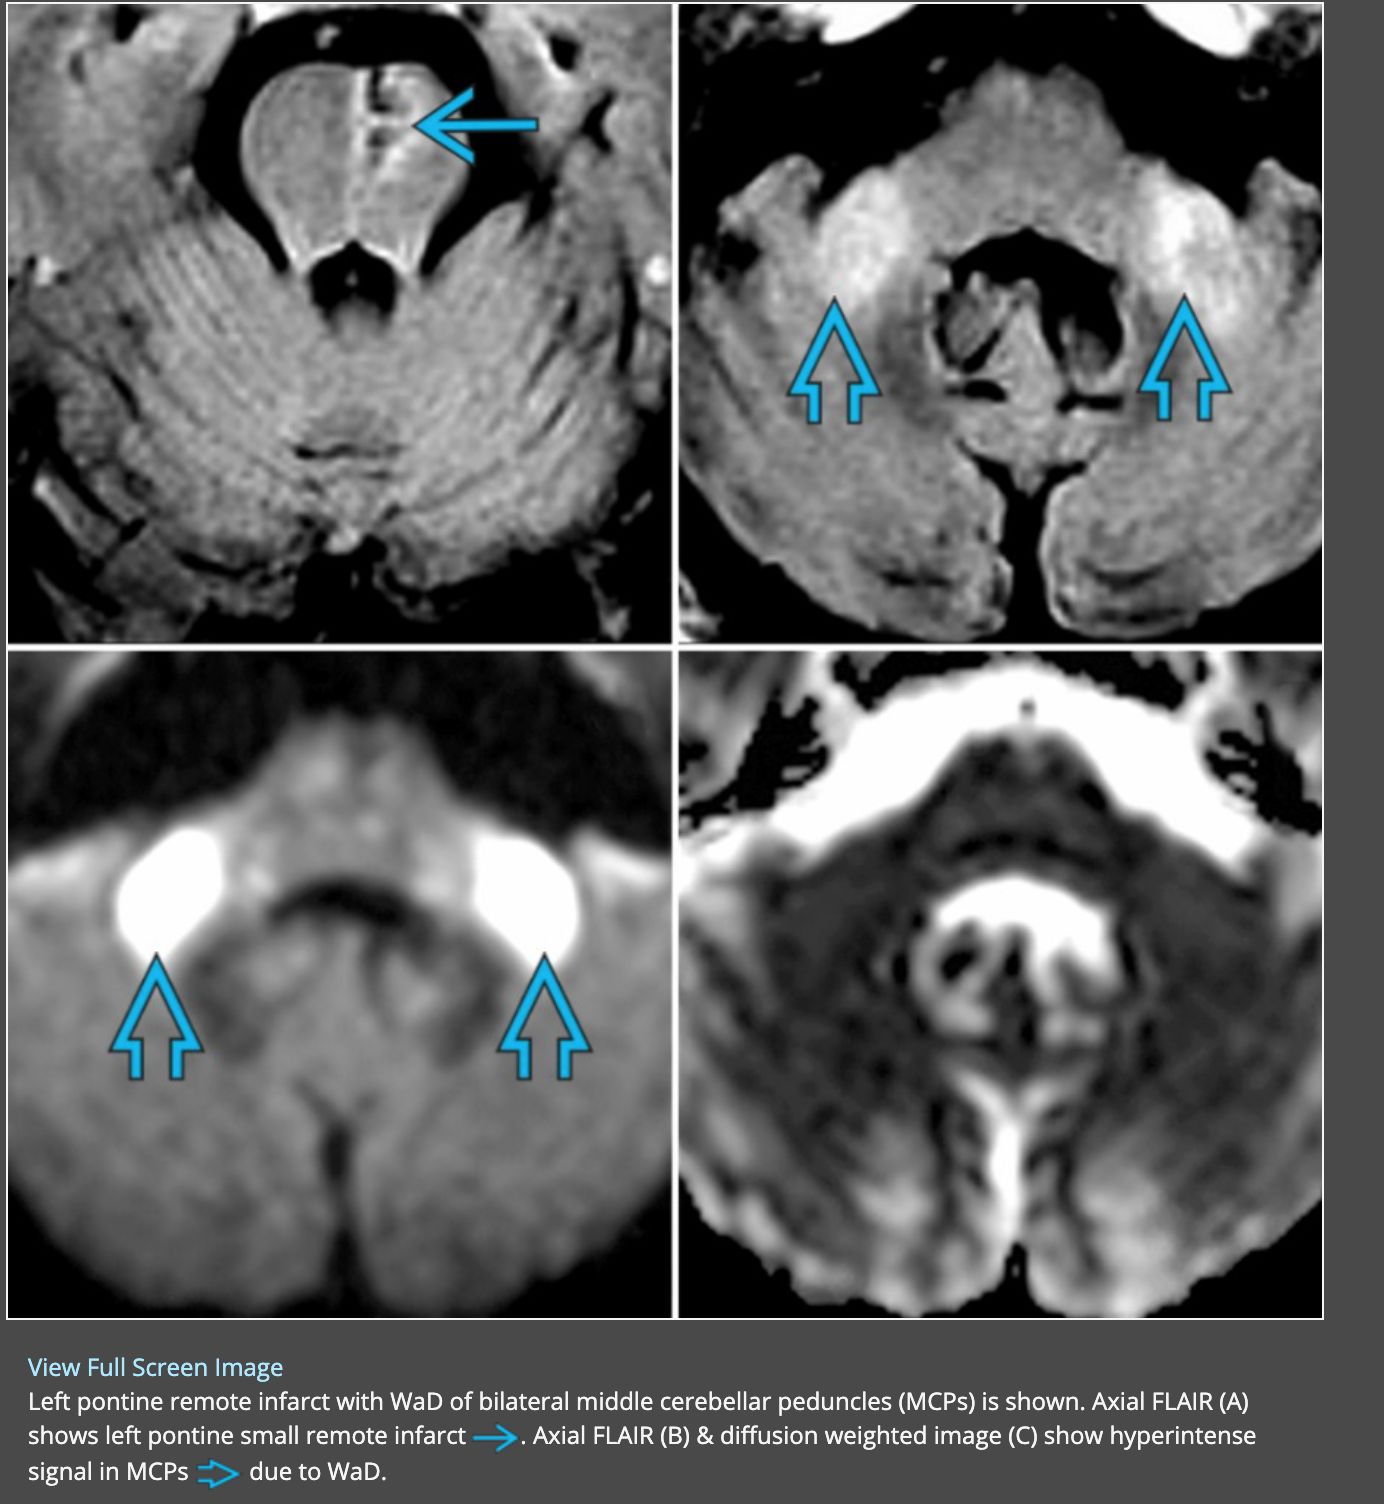 View Full Screen Image
Left pontine remote infarct with WaD of bilateral middle cerebellar peduncles (MCPs) is shown. Axial FLAIR (A)
shows left pontine small remote infarct →. Axial FLAIR (B) & diffusion weighted image (C) show hyperintense
signal in MCPs ⇨ due to WaD.